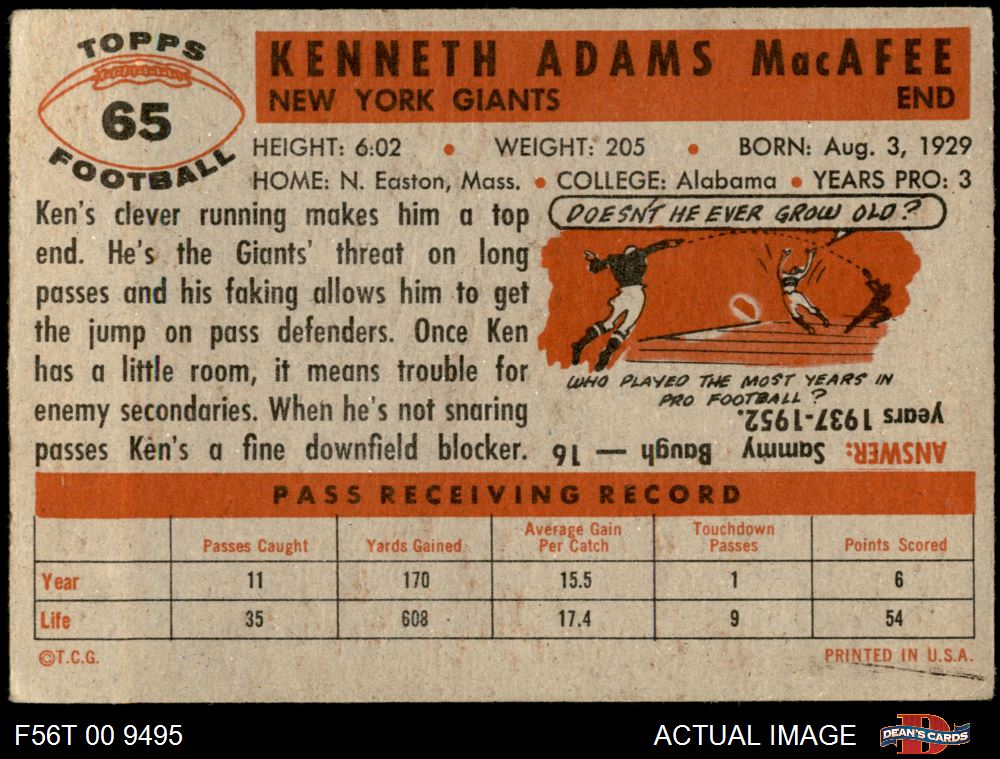 TOPPS
65
FOOTBALL
KENNETH ADAMS MacAFEE
NEW YORK GIANTS END
HEIGHT: 6:02 • WEIGHT: 205 • BORN: Aug. 3, 1929
HOME: N. Easton, Mass. • COLLEGE: Alabama • YEARS PRO: 3
Ken's clever running makes him a top
end. He's the Giants' threat on long
passes and his faking allows him to get
the jump on pass defenders. Once Ken
has a little room, it means trouble for
enemy secondaries. When he's not snaring
passes Ken's a fine downfield blocker.
DOESN'T HE EVER GROW OLD?
WHO PLAYED THE MOST YEARS IN
PRO FOOTBALL?
ANSWER: Sammy Baugh — 16
years 1937-1952.
PASS RECEIVING RECORD
Passes Caught Yards Gained Average Gain Per Catch Touchdown Passes Points Scored
Year 11 170 15.5 1 6
Life 35 608 17.4 9 54
©T.C.G. PRINTED IN U.S.A.
F56T 00 9495 ACTUAL IMAGE DEAN'S CARDS